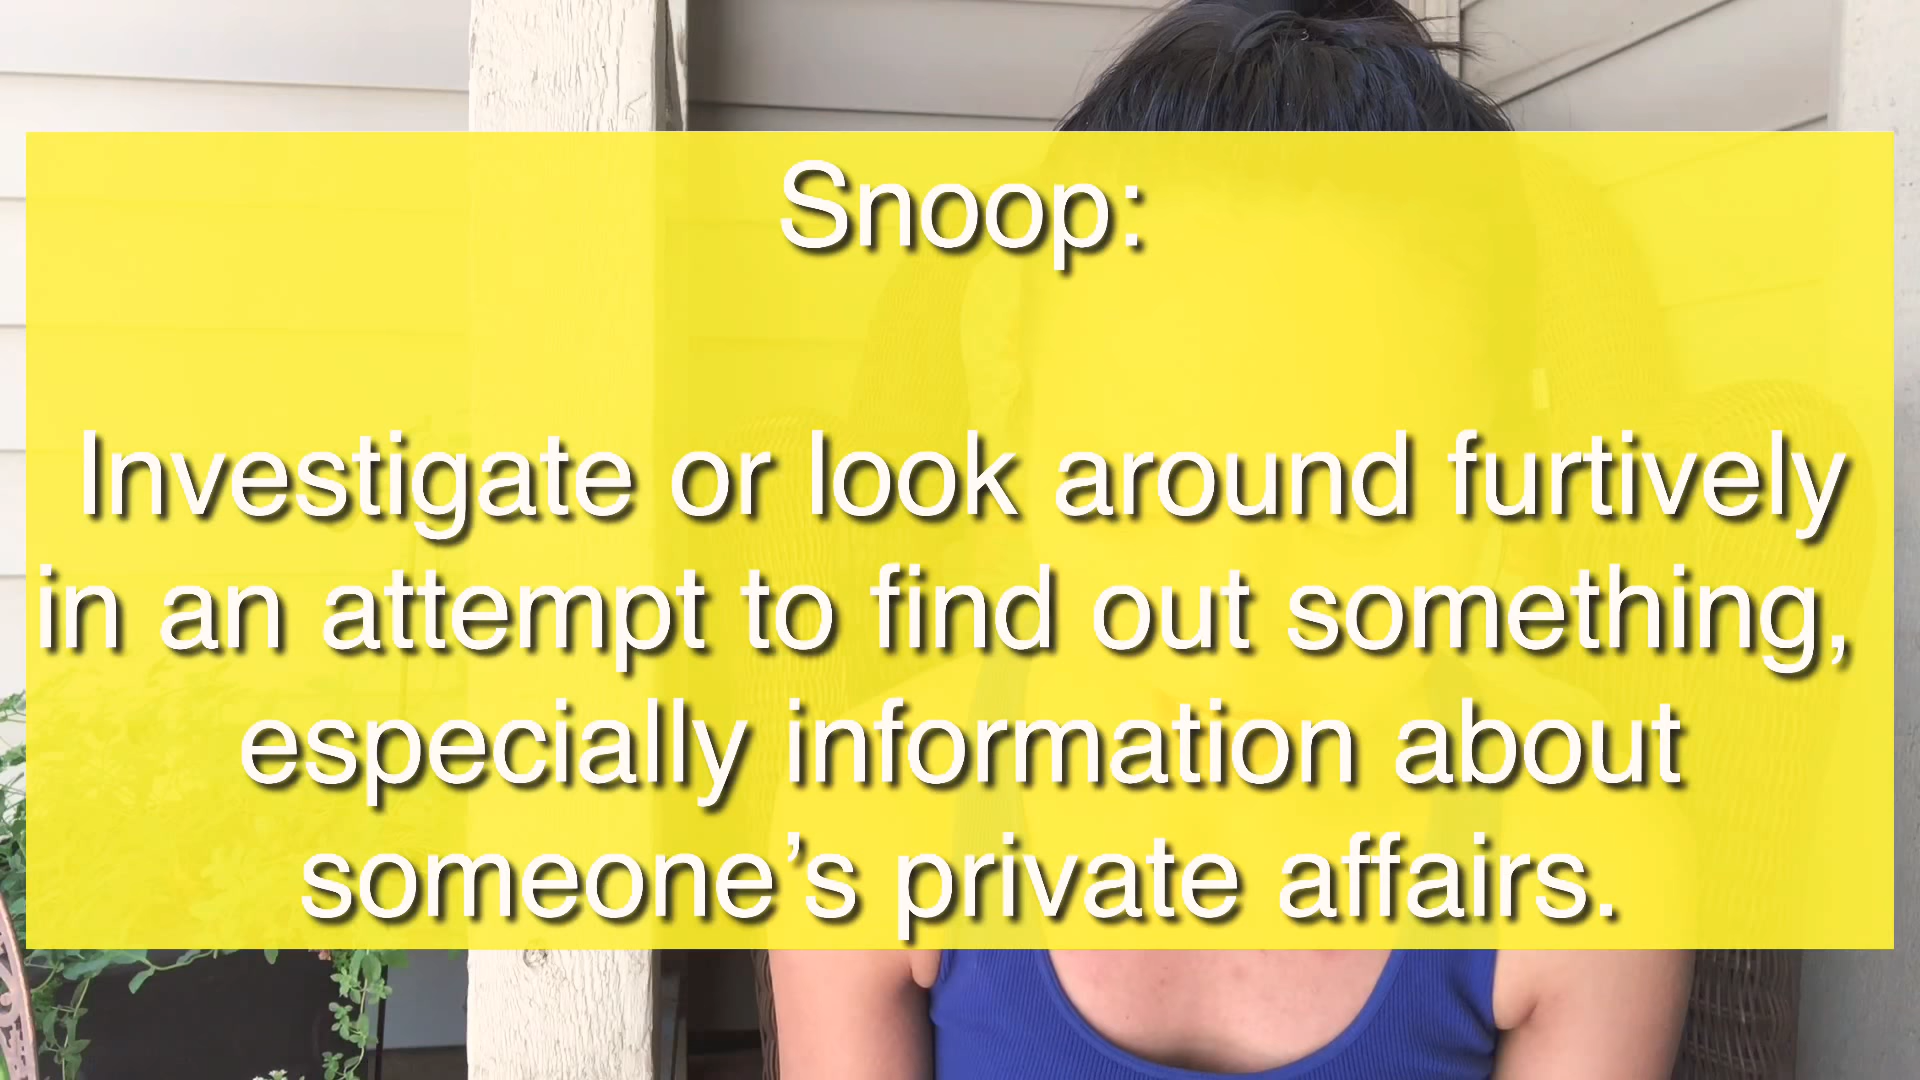 Snoop:
Investigate or look around furtively
in an attempt to find out something,
especially information about
someone’s private affairs.